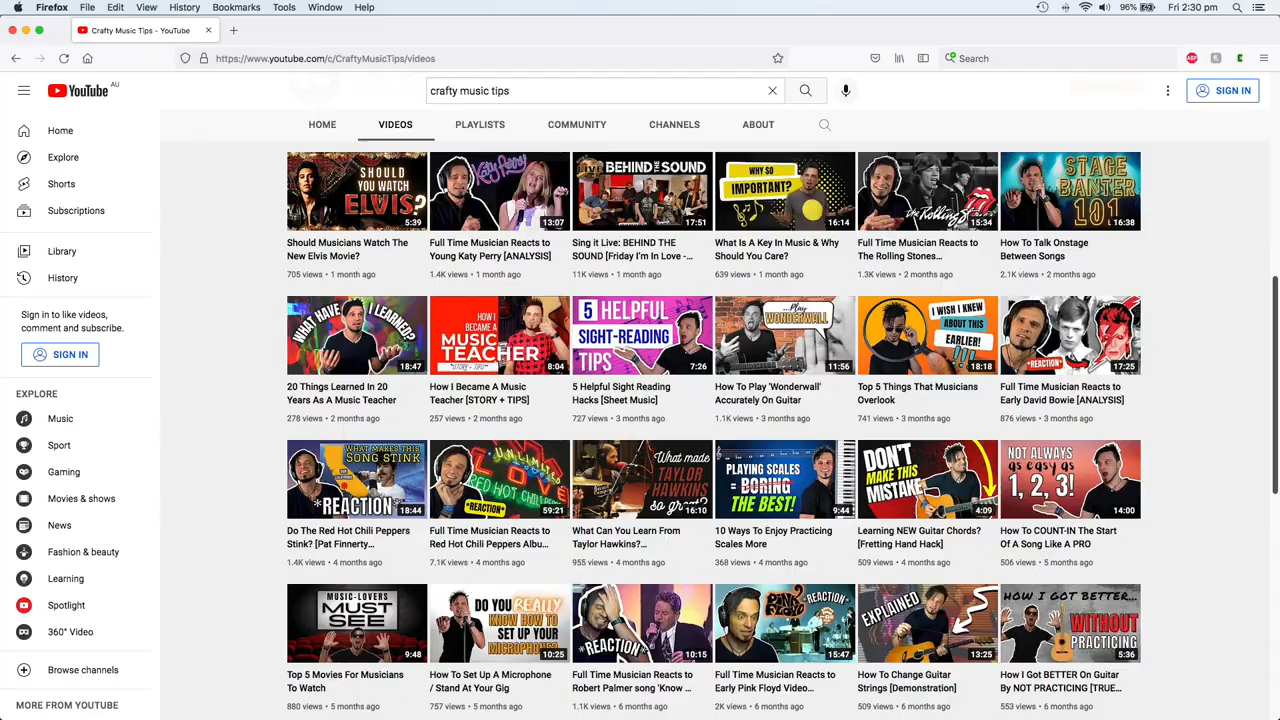 Firefox File Edit View History Bookmarks Tools Window Help 96% Fri 2:30 pm
Crafty Music Tips - YouTube
https://www.youtube.com/c/CraftyMusicTips/videos Search ABP
YouTube AU crafty music tips SIGN IN
HOME VIDEOS PLAYLISTS COMMUNITY CHANNELS ABOUT
Home
Explore
Shorts
Subscriptions
Library
History
Sign in to like videos,
comment and subscribe.
SIGN IN
EXPLORE
Music
Sport
Gaming
Movies & shows
News
Fashion & beauty
Learning
Spotlight
360° Video
Browse channels
MORE FROM YOUTUBE
SHOULD
YOU WATCH
ELVIS?
5:39
Should Musicians Watch The
New Elvis Movie?
705 views • 1 month ago
Katy Perry
13:07
Full Time Musician Reacts to
Young Katy Perry [ANALYSIS]
1.4K views • 1 month ago
LIVE BEHIND THE SOUND
17:51
Sing it Live: BEHIND THE
SOUND [Friday I'm In Love -...
11K views • 1 month ago
WHY SO
IMPORTANT?
16:14
What Is A Key In Music & Why
Should You Care?
639 views • 1 month ago
the Rolling Stones
15:34
Full Time Musician Reacts to
The Rolling Stones...
1.3K views • 2 months ago
STAGE
BANTER
101
16:38
How To Talk Onstage
Between Songs
2.1K views • 2 months ago
WHAT HAVE I LEARNED?
18:47
20 Things Learned In 20
Years As A Music Teacher
278 views • 2 months ago
HOW I
BECAME A
MUSIC
TEACHER
[STORY + TIPS]
8:04
How I Became A Music
Teacher [STORY + TIPS]
257 views • 2 months ago
5 HELPFUL
SIGHT-READING
TIPS
7:26
5 Helpful Sight Reading
Hacks [Sheet Music]
727 views • 3 months ago
...Play
WONDERWALL
11:56
How To Play 'Wonderwall'
Accurately On Guitar
1.1K views • 3 months ago
I WISH I KNEW
ABOUT THIS
EARLIER!
!!!
18:18
Top 5 Things That Musicians
Overlook
741 views • 3 months ago
*REACTION*
17:25
Full Time Musician Reacts to
Early David Bowie [ANALYSIS]
876 views • 3 months ago
WHAT MAKES THIS
SONG STINK
*REACTION*
18:44
Do The Red Hot Chili Peppers
Stink? [Pat Finnerty...
1.4K views • 4 months ago
UNLIMITED
LOVE
RED HOT CHILI PEPPERS
*REACTION*
59:21
Full Time Musician Reacts to
Red Hot Chili Peppers Albu...
7.1K views • 4 months ago
What made
TAYLOR
HAWKINS
so great?
16:10
What Can You Learn From
Taylor Hawkins?...
955 views • 4 months ago
PLAYING SCALES
= BORING
THE BEST!
9:44
10 Ways To Enjoy Practicing
Scales More
368 views • 4 months ago
DON'T
MAKE THIS
MISTAKE
4:09
Learning NEW Guitar Chords?
[Fretting Hand Hack]
509 views • 4 months ago
NOT ALWAYS
as easy as
1, 2, 3!
14:00
How To COUNT-IN The Start
Of A Song Like A PRO
506 views • 5 months ago
MUSIC-LOVERS
MUST
SEE
9:48
Top 5 Movies For Musicians
To Watch
880 views • 5 months ago
DO YOU REALLY
KNOW HOW TO
SET UP YOUR
MICROPHONE?
10:25
How To Set Up A Microphone
/ Stand At Your Gig
757 views • 5 months ago
*REACTION*
10:15
Full Time Musician Reacts to
Robert Palmer song 'Know ...
1.1K views • 6 months ago
PINK
FLOYD
*REACTION*
15:47
Full Time Musician Reacts to
Early Pink Floyd Video...
2K views • 6 months ago
EXPLAINED
13:25
How To Change Guitar
Strings [Demonstration]
509 views • 6 months ago
HOW I GOT BETTER...
WITHOUT
PRACTICING
5:36
How I Got BETTER On Guitar
By NOT PRACTICING [TRUE...
553 views • 6 months ago